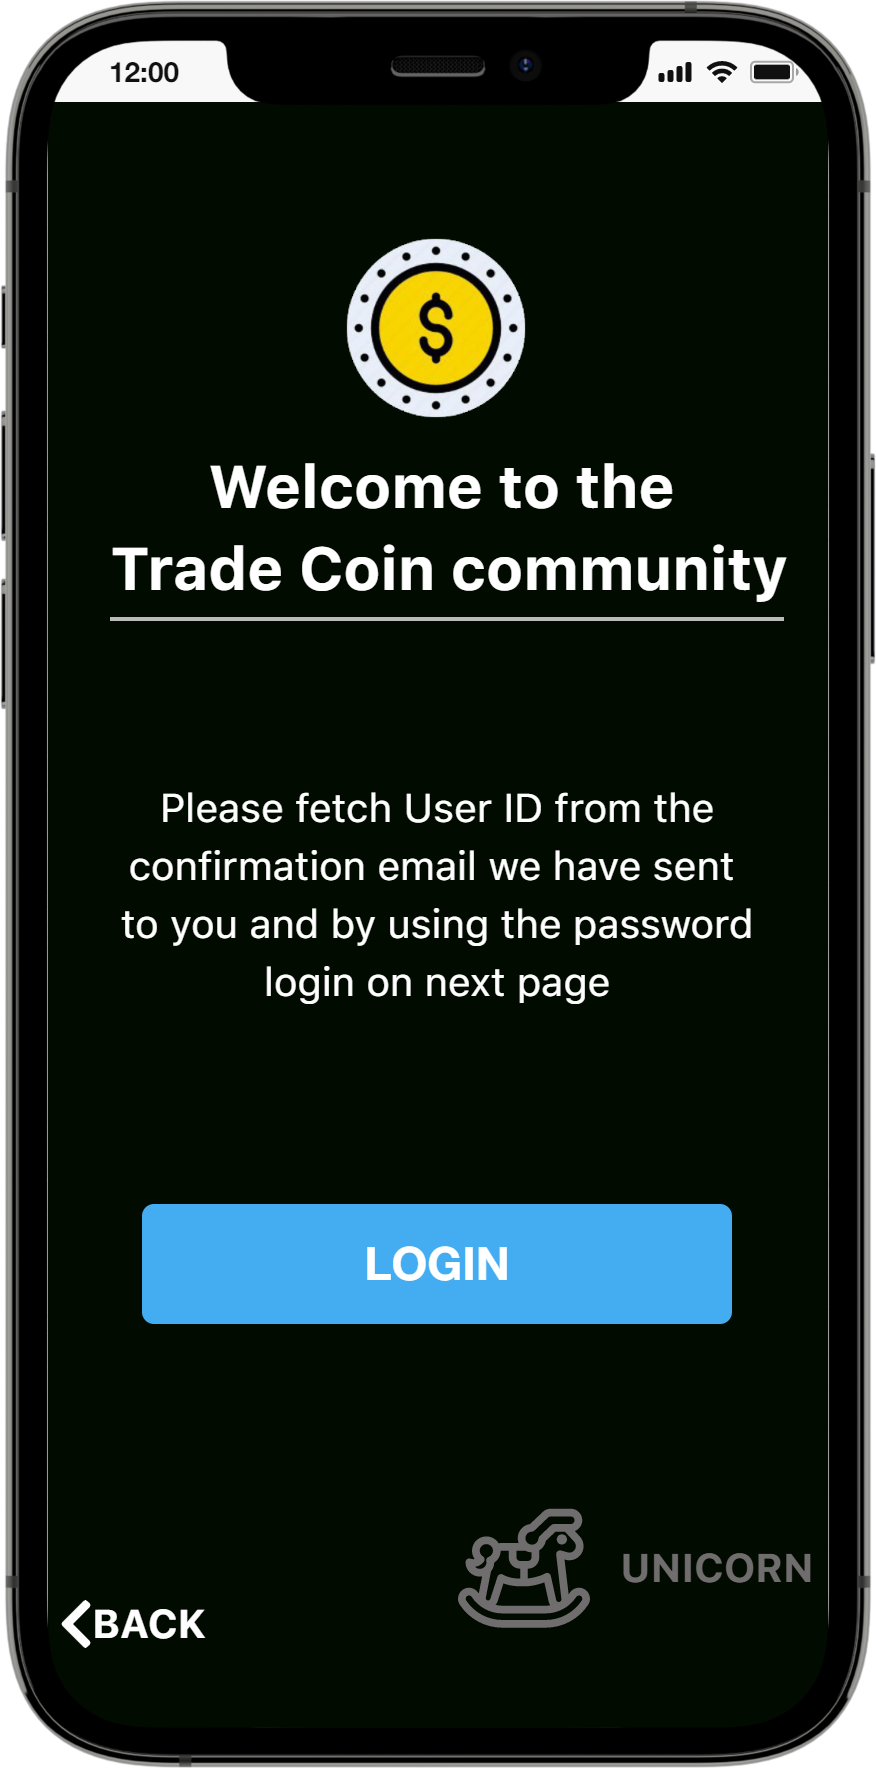 12:00
$
Welcome to the
Trade Coin community
Please fetch User ID from the
confirmation email we have sent
to you and by using the password
login on next page
LOGIN
UNICORN
BACK